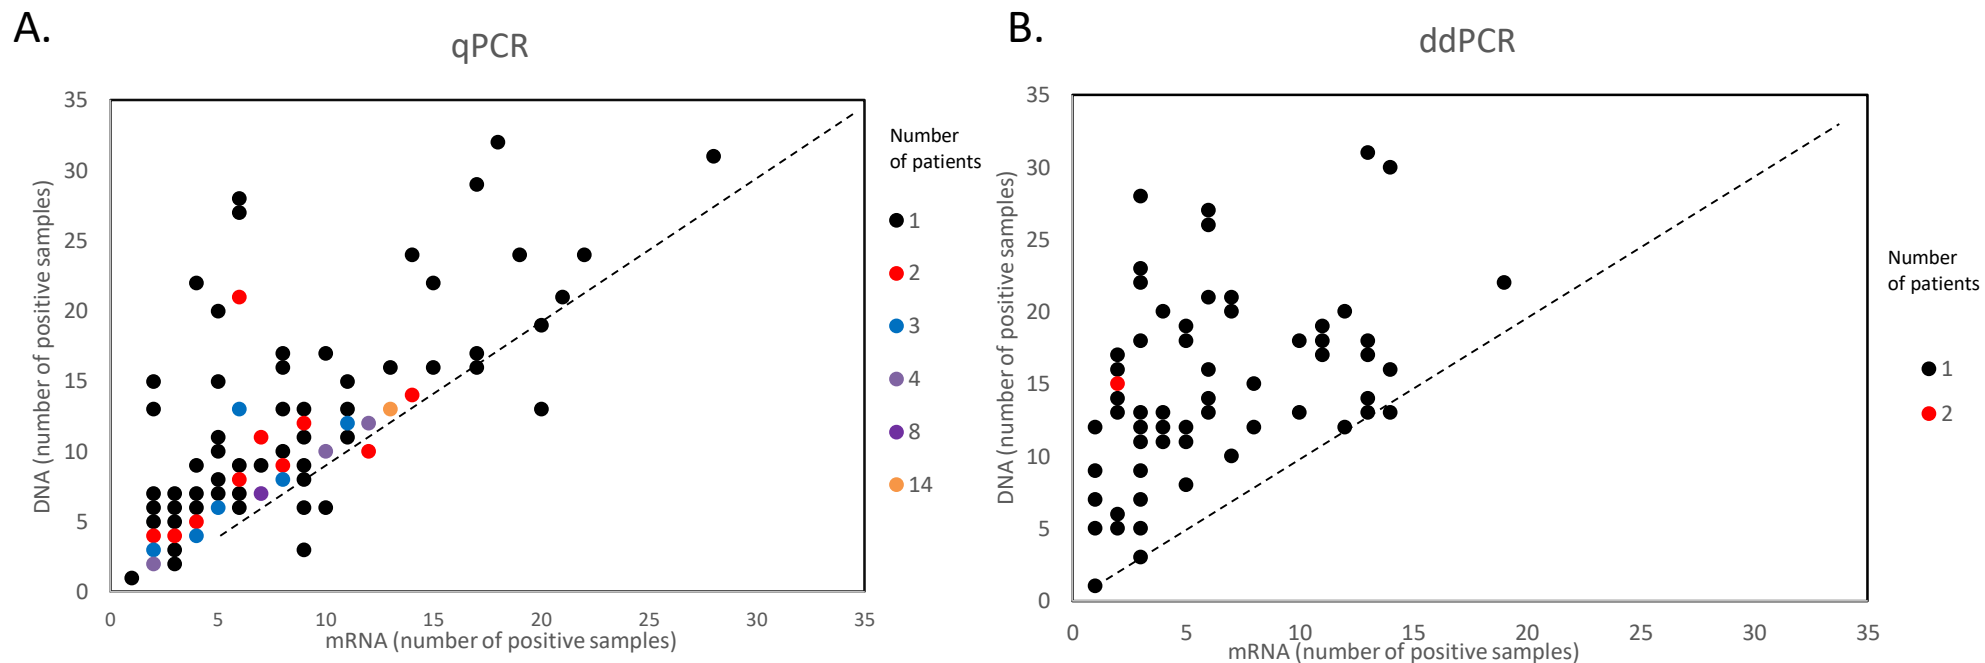 A.
qPCR
DNA (number of positive samples)
35
30
25
20
15
10
5
0
0 5 10 15 20 25 30 35
mRNA (number of positive samples)
Number
of patients
1
2
3
4
8
14
B.
ddPCR
DNA (number of positive samples)
35
30
25
20
15
10
5
0
0 5 10 15 20 25 30 35
mRNA (number of positive samples)
Number
of patients
1
2